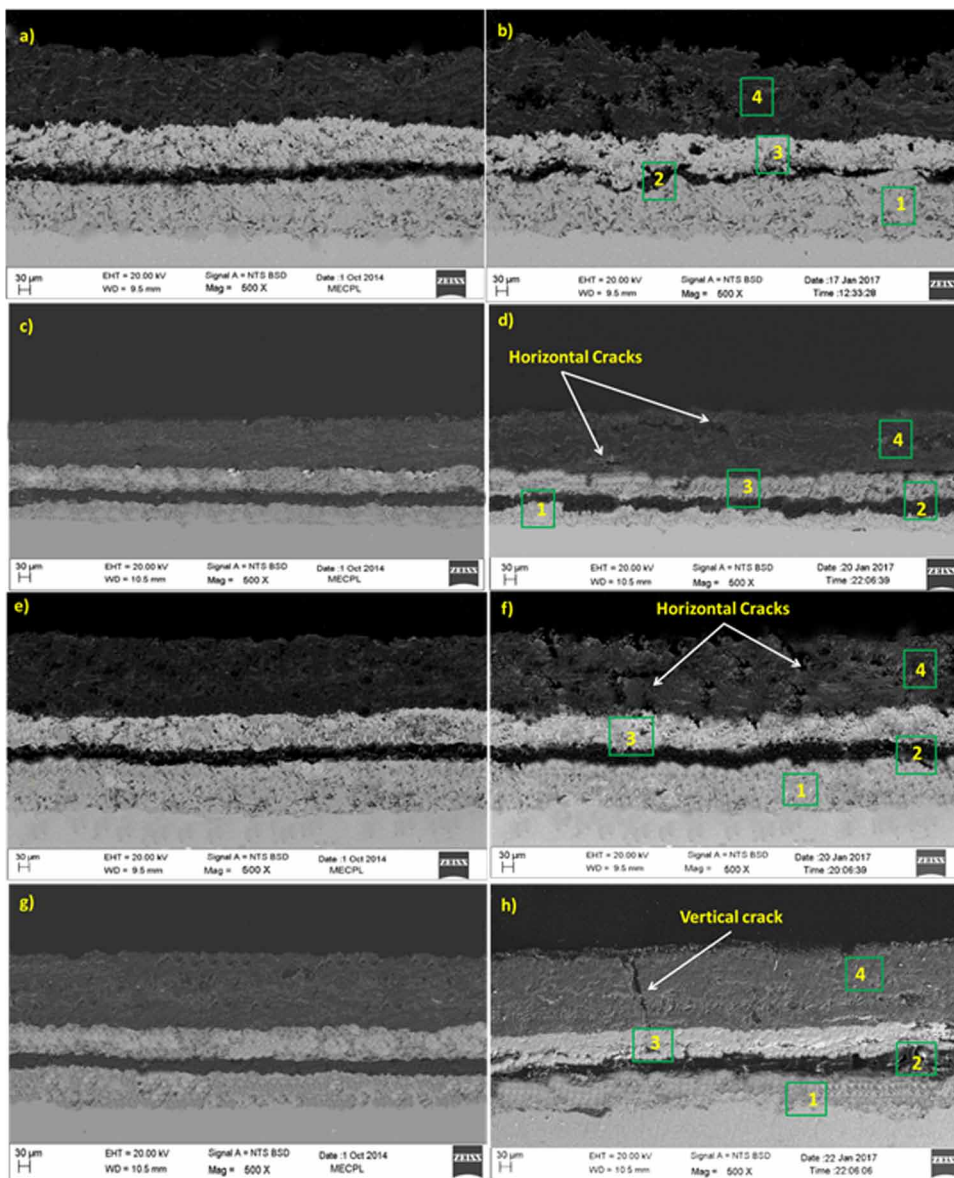 a)
30 µm
EHT = 20.00 kV
Signal A = NTS BSD
Date :1 Oct 2014
WD = 9.5 mm
Mag = 500 X
MECPL
ZEISS
b)
4
3
2
1
30 µm
EHT = 20.00 kV
Signal A = NTS BSD
Date :17 Jan 2017
WD = 9.5 mm
Mag = 500 X
Time :12:33:28
ZEISS
c)
30 µm
EHT = 20.00 kV
Signal A = NTS BSD
Date :1 Oct 2014
WD = 10.5 mm
Mag = 500 X
MECPL
ZEISS
d)
Horizontal Cracks
4
3
2
1
30 µm
EHT = 20.00 kV
Signal A = NTS BSD
Date :20 Jan 2017
WD = 10.5 mm
Mag = 500 X
Time :22:06:39
ZEISS
e)
30 µm
EHT = 20.00 kV
Signal A = NTS BSD
Date :1 Oct 2014
WD = 9.5 mm
Mag = 500 X
MECPL
ZEISS
f)
Horizontal Cracks
4
3
2
1
30 µm
EHT = 20.00 kV
Signal A = NTS BSD
Date :20 Jan 2017
WD = 9.5 mm
Mag = 500 X
Time :20:06:39
ZEISS
g)
30 µm
EHT = 20.00 kV
Signal A = NTS BSD
Date :1 Oct 2014
WD = 10.5 mm
Mag = 500 X
MECPL
ZEISS
h)
Vertical crack
4
3
2
1
30 µm
EHT = 20.00 kV
Signal A = NTS BSD
22 Jan 2017
WD = 10.5 mm
Mag = 500 X
:22:06:06
ZEISS